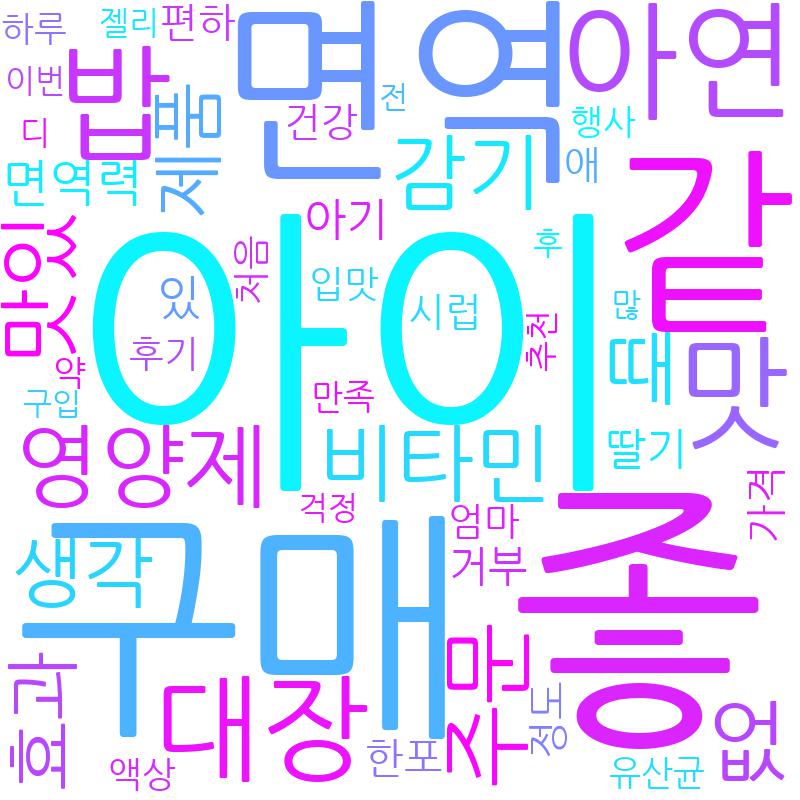 하루
젤리
편하
면
역
아연
이번
밥
제품
전
건강
행사
디
면역력
감기
애
같
맛있
아기
처음
있
입맛
후
아이
시럽
많
후기
추천
때
맛
약
구입
만족
영양제
비타민
딸기
걱정
가격
엄마
구매
좋
생각
거부
효과
대장
주문
정도
없
한포
액상
유산균